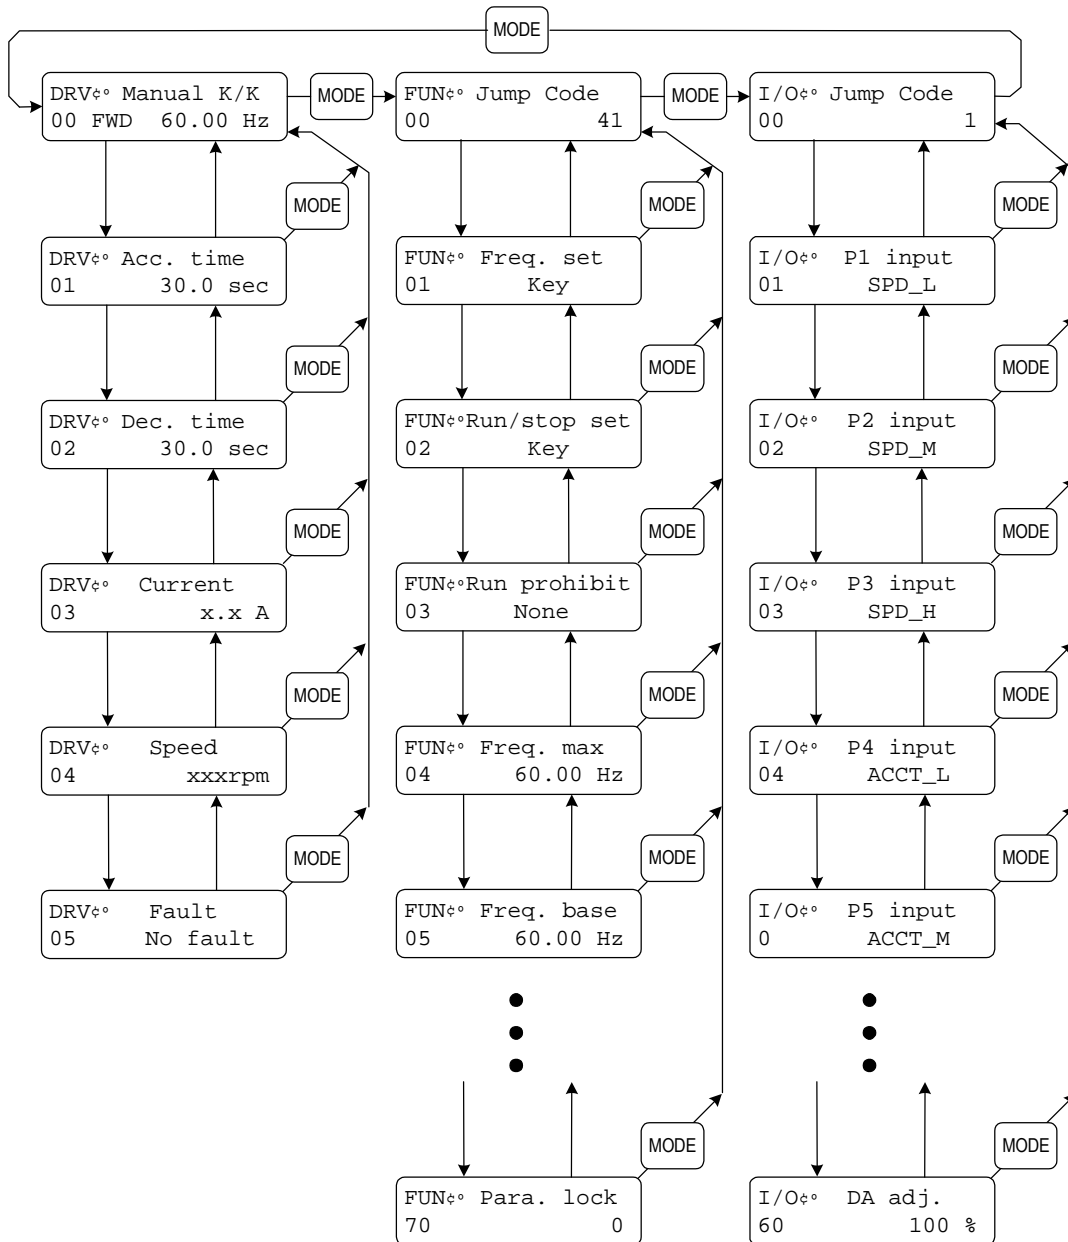 MODE
DRV¢º Manual K/K
00 FWD 60.00 Hz
MODE
FUN¢º Jump Code
00 41
MODE
I/O¢º Jump Code
00 1
MODE
MODE
MODE
DRV¢º Acc. time
01 30.0 sec
FUN¢º Freq. set
01 Key
I/O¢º P1 input
01 SPD_L
MODE
MODE
MODE
DRV¢º Dec. time
02 30.0 sec
FUN¢ºRun/stop set
02 Key
I/O¢º P2 input
02 SPD_M
MODE
MODE
MODE
DRV¢º Current
03 x.x A
FUN¢ºRun prohibit
03 None
I/O¢º P3 input
03 SPD_H
MODE
MODE
MODE
DRV¢º Speed
04 xxxrpm
FUN¢º Freq. max
04 60.00 Hz
I/O¢º P4 input
04 ACCT_L
MODE
MODE
MODE
DRV¢º Fault
05 No fault
FUN¢º Freq. base
05 60.00 Hz
I/O¢º P5 input
0 ACCT_M
MODE
MODE
FUN¢º Para. lock
70 0
I/O¢º DA adj.
60 100 %